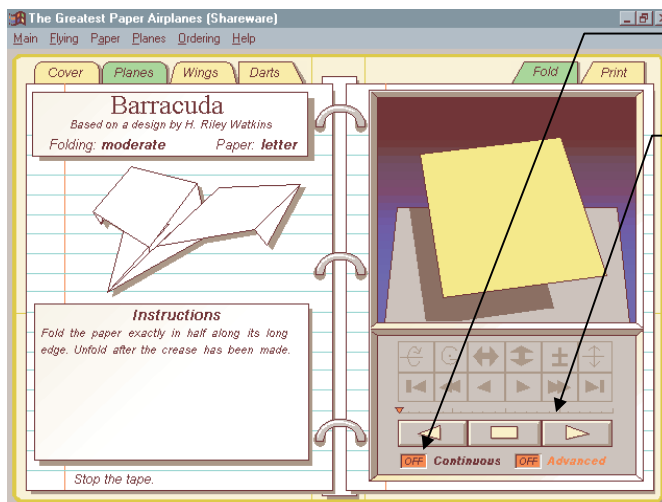 The Greatest Paper Airplanes (Shareware)
Main Flying Paper Planes Ordering Help
Cover Planes Wings Darts
Fold Print
Barracuda
Based on a design by H. Riley Watkins
Folding: moderate Paper: letter
Instructions
Fold the paper exactly in half along its long
edge. Unfold after the crease has been made.
OFF Continuous OFF Advanced
Stop the tape.